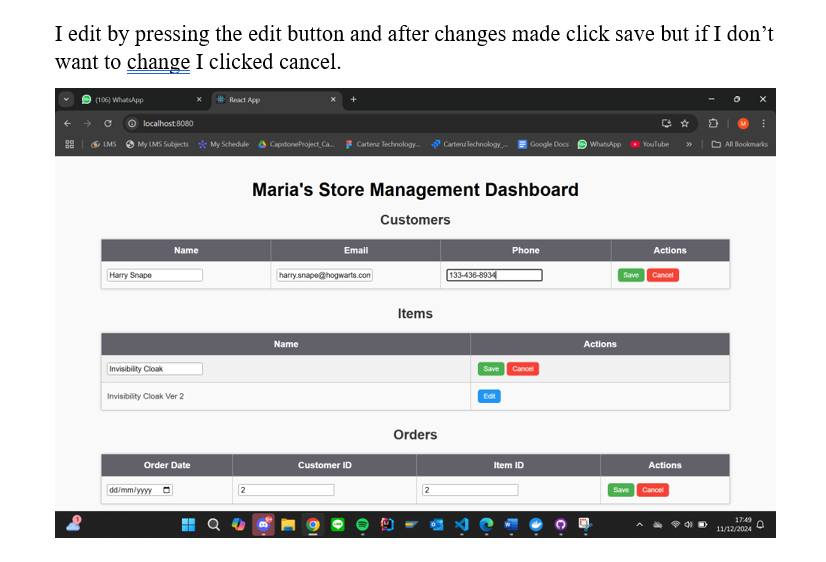 I edit by pressing the edit button and after changes made click save but if I don’t
want to change I clicked cancel.
(106) WhatsApp
React App
localhost:8080
LMS My LMS Subjects My Schedule CapstoneProject_Ca... Cartenz Technology... CartenzTechnology_... Google Docs WhatsApp YouTube » All Bookmarks
Maria's Store Management Dashboard
Customers
Name Email Phone Actions
Harry Snape harry.snape@hogwarts.con 133-436-8934 Save Cancel
Items
Name Actions
Invisibility Cloak Save Cancel
Invisibility Cloak Ver 2 Edit
Orders
Order Date Customer ID Item ID Actions
dd/mm/yyyy 2 2 Save Cancel
17:49
11/12/2024